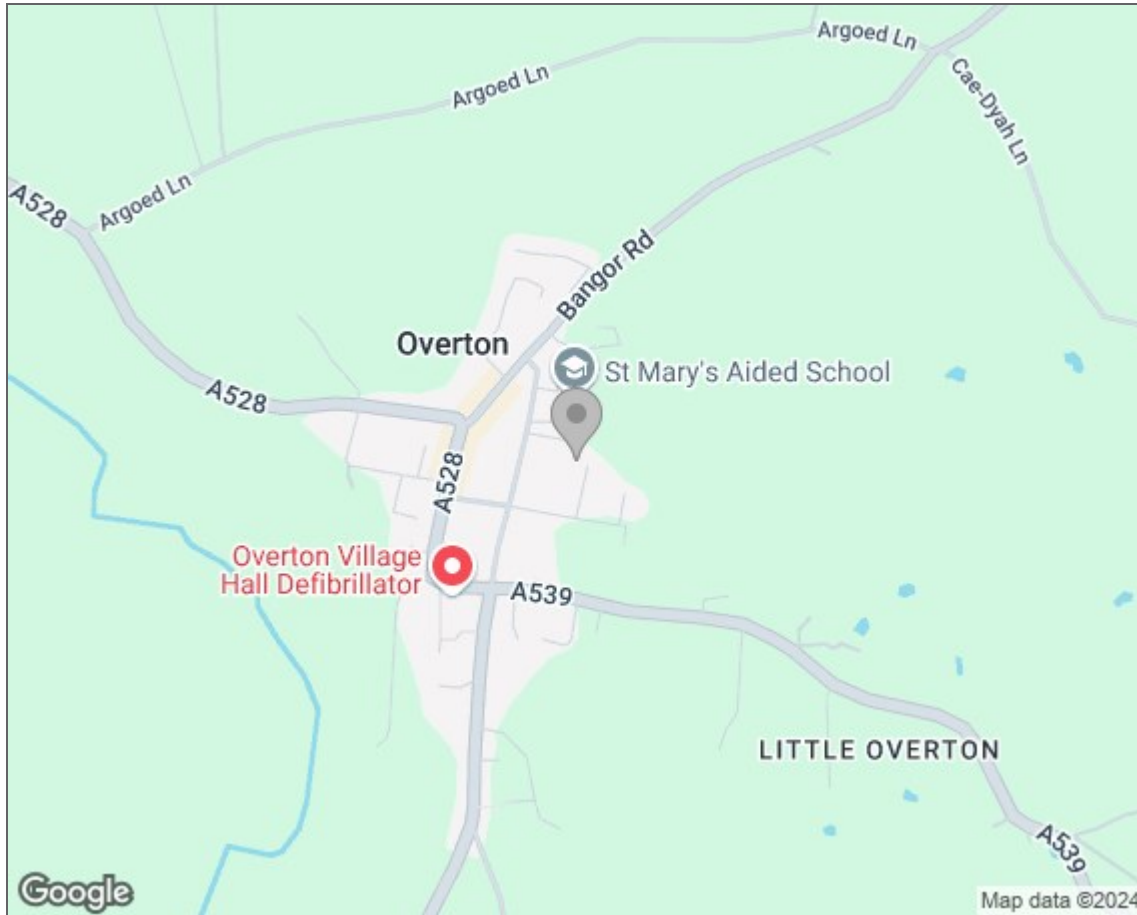 Argoed Ln
Argoed Ln
Cae-Dyah Ln
Argoed Ln
A528
Bangor Rd
Overton
St Mary's Aided School
A528
A528
Overton Village
Hall Defibrillator
A539
LITTLE OVERTON
A539
Google
Map data ©2024